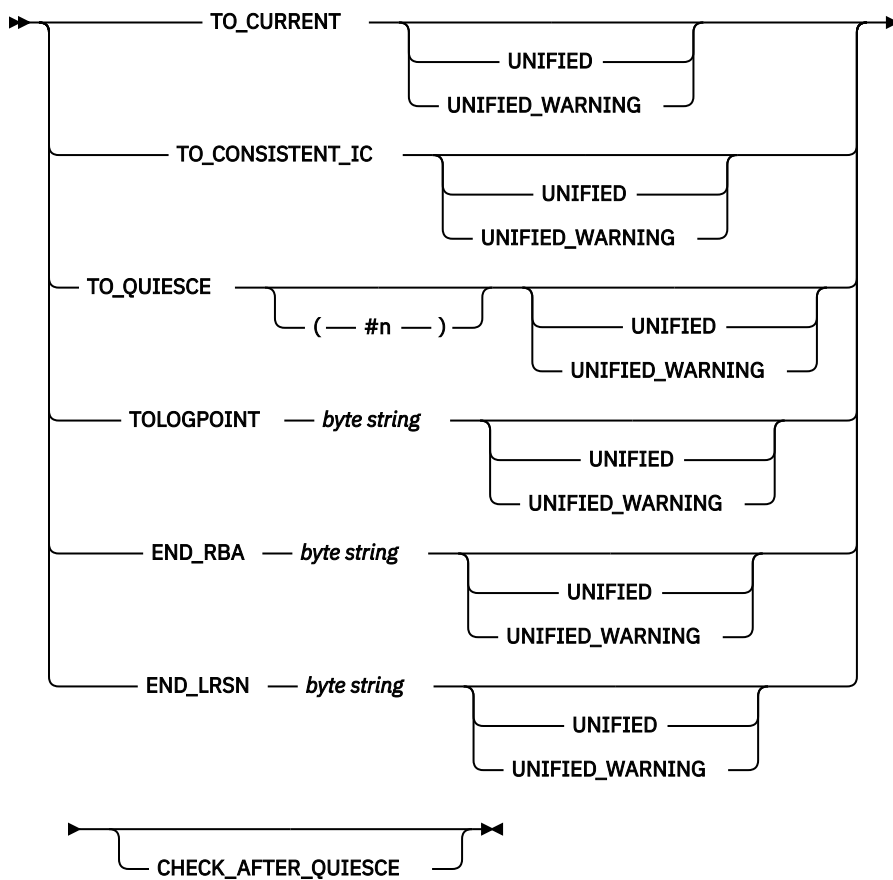 TO_CURRENT
UNIFIED
UNIFIED_WARNING
TO_CONSISTENT_IC
UNIFIED
UNIFIED_WARNING
TO_QUIESCE
( #n )
UNIFIED
UNIFIED_WARNING
TOLOGPOINT byte string
UNIFIED
UNIFIED_WARNING
END_RBA byte string
UNIFIED
UNIFIED_WARNING
END_LRSN byte string
UNIFIED
UNIFIED_WARNING
CHECK_AFTER_QUIESCE